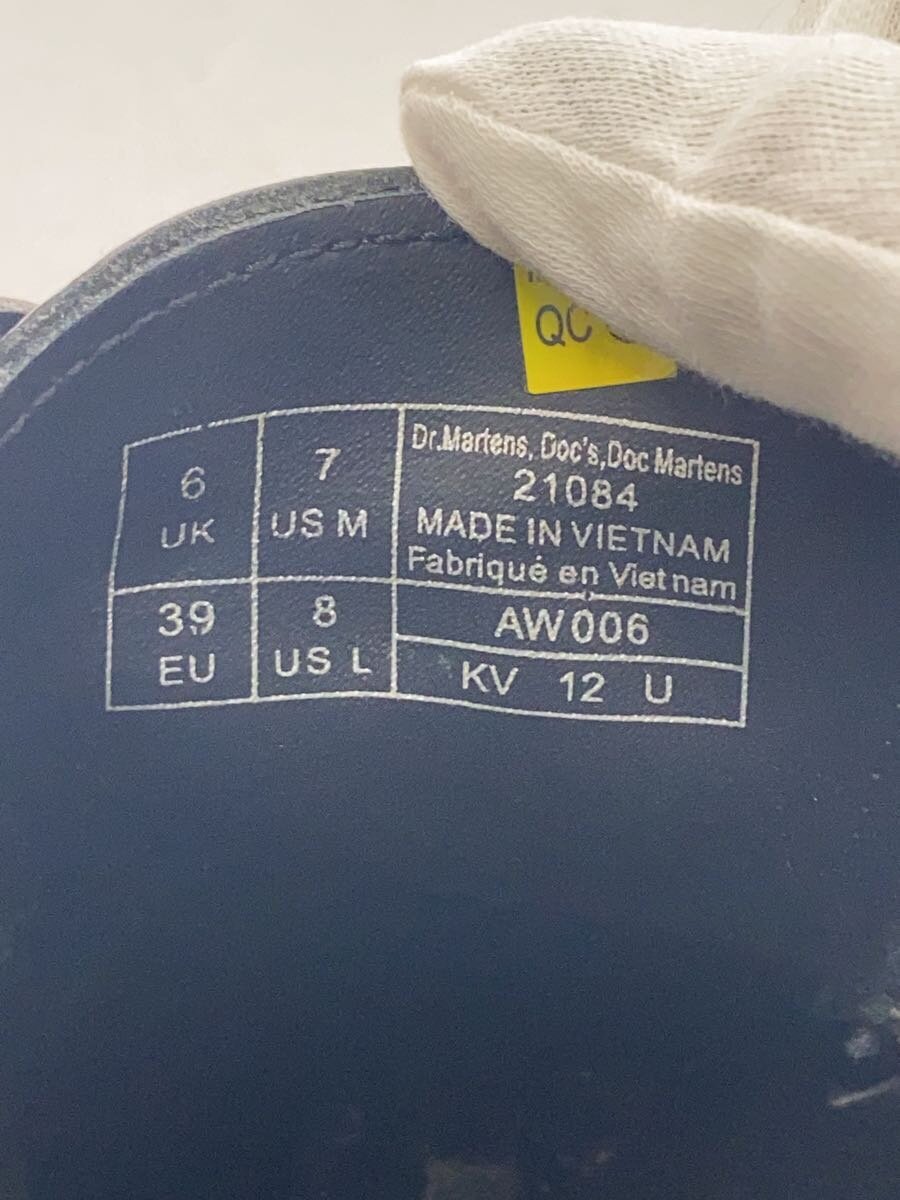 QC
6
UK
7
US M
39
EU
8
US L
Dr.Martens, Doc's,Doc Martens
21084
MADE IN VIETNAM
Fabriqué en Vietnam
AW006
KV 12 U